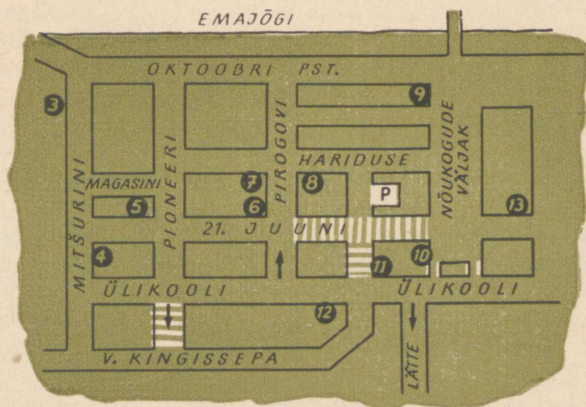 EMAJÕGI
OKTOOBRI PST.
3
9
MITŠURINI
PIONEERI
PIROGOVI
HARIDUSE
NÕUKOGUDE
VÄLJAK
MAGASINI
7
8
P
5
6
13
21. JUUNI
4
11
10
ÜLIKOOLI
ÜLIKOOLI
12
V. KINGISSEPA
LÄTTE